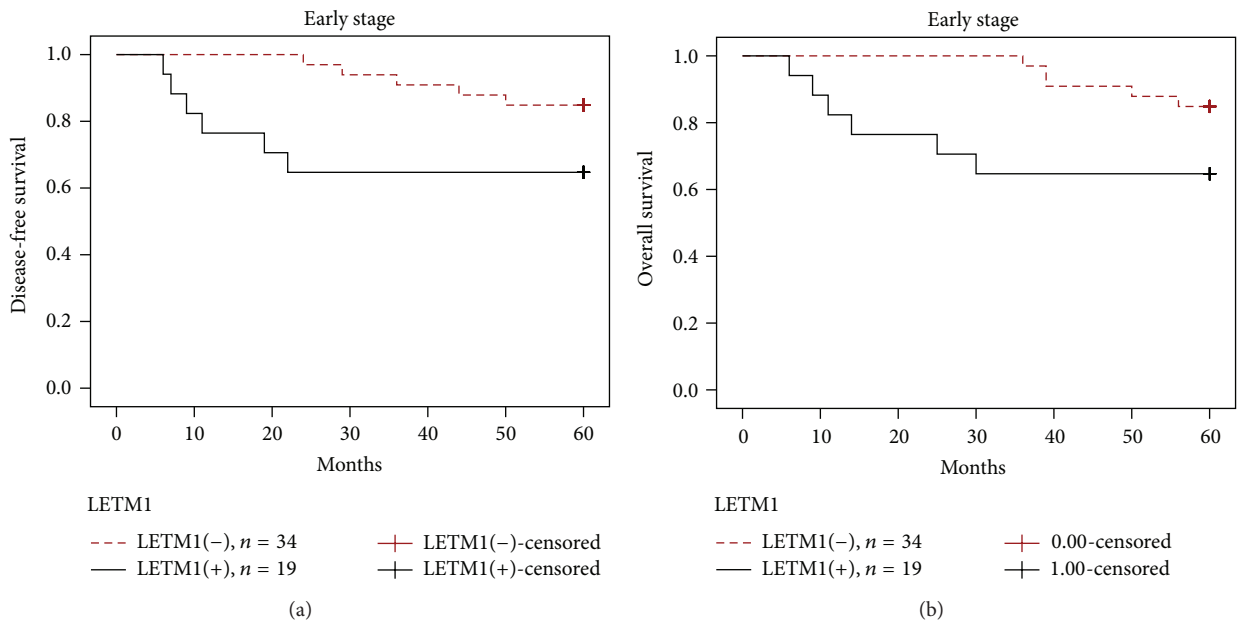 Early stage
Disease-free survival
1.0
0.8
0.6
0.4
0.2
0.0
0 10 20 30 40 50 60
Months
LETM1
LETM1(−), n = 34 LETM1(−)-censored
LETM1(+), n = 19 LETM1(+)-censored
(a)
Early stage
Overall survival
1.0
0.8
0.6
0.4
0.2
0.0
0 10 20 30 40 50 60
Months
LETM1
LETM1(−), n = 34 0.00-censored
LETM1(+), n = 19 1.00-censored
(b)